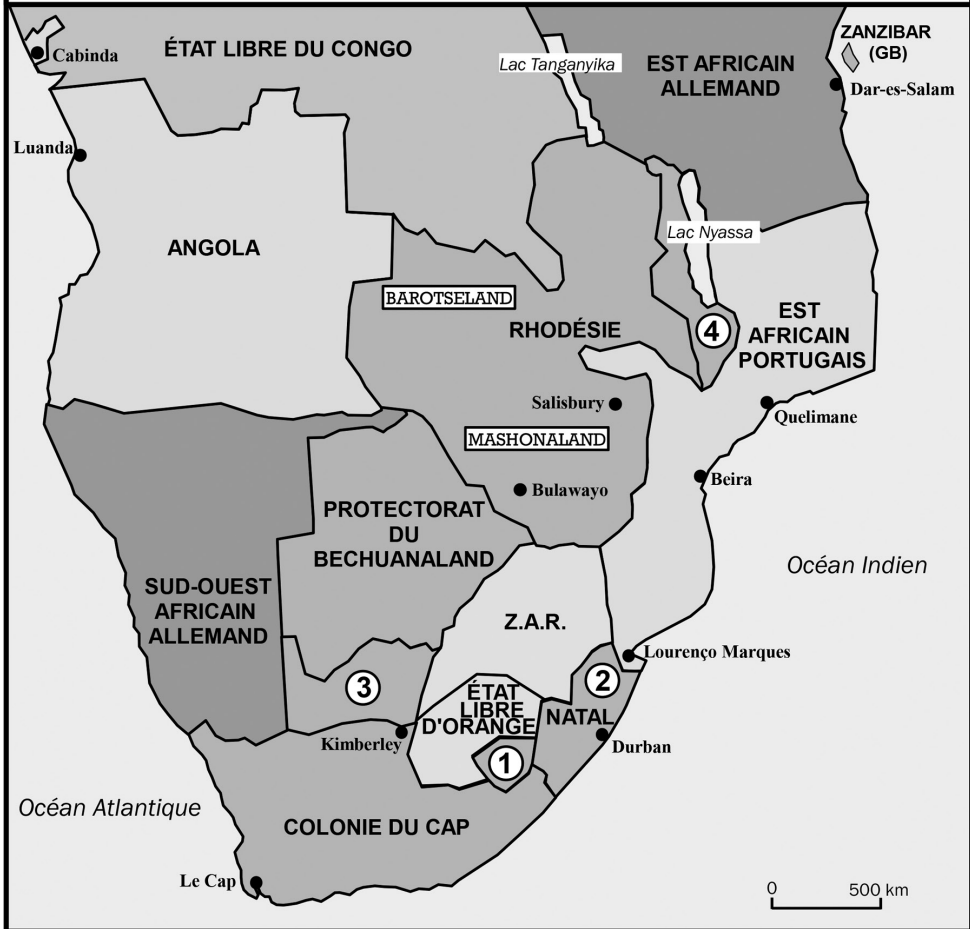 ZANZIBAR
(GB)
Cabinda
ÉTAT LIBRE DU CONGO
Lac Tanganyika
EST AFRICAIN
ALLEMAND
Dar-es-Salam
Luanda
ANGOLA
Lac Nyassa
BAROTSELAND
RHODÉSIE
4
EST
AFRICAIN
PORTUGAIS
Salisbury
Quelimane
MASHONALAND
Bulawayo
Beira
PROTECTORAT
DU
BECHUANALAND
Océan Indien
SUD-OUEST
AFRICAIN
ALLEMAND
Z.A.R.
Lourenço Marques
3
2
ÉTAT
LIBRE
D'ORANGE
NATAL
Kimberley
Durban
1
Océan Atlantique
COLONIE DU CAP
Le Cap
0 500 km